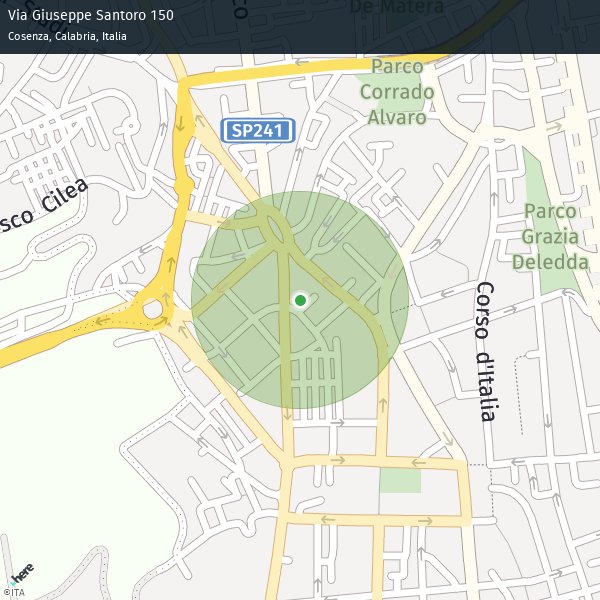 Via Giuseppe Santoro 150
Cosenza, Calabria, Italia
De Matera
Parco
Corrado
Alvaro
SP241
sco Cilea
Parco
Grazia
Deledda
Corso d'Italia
here
©ITA